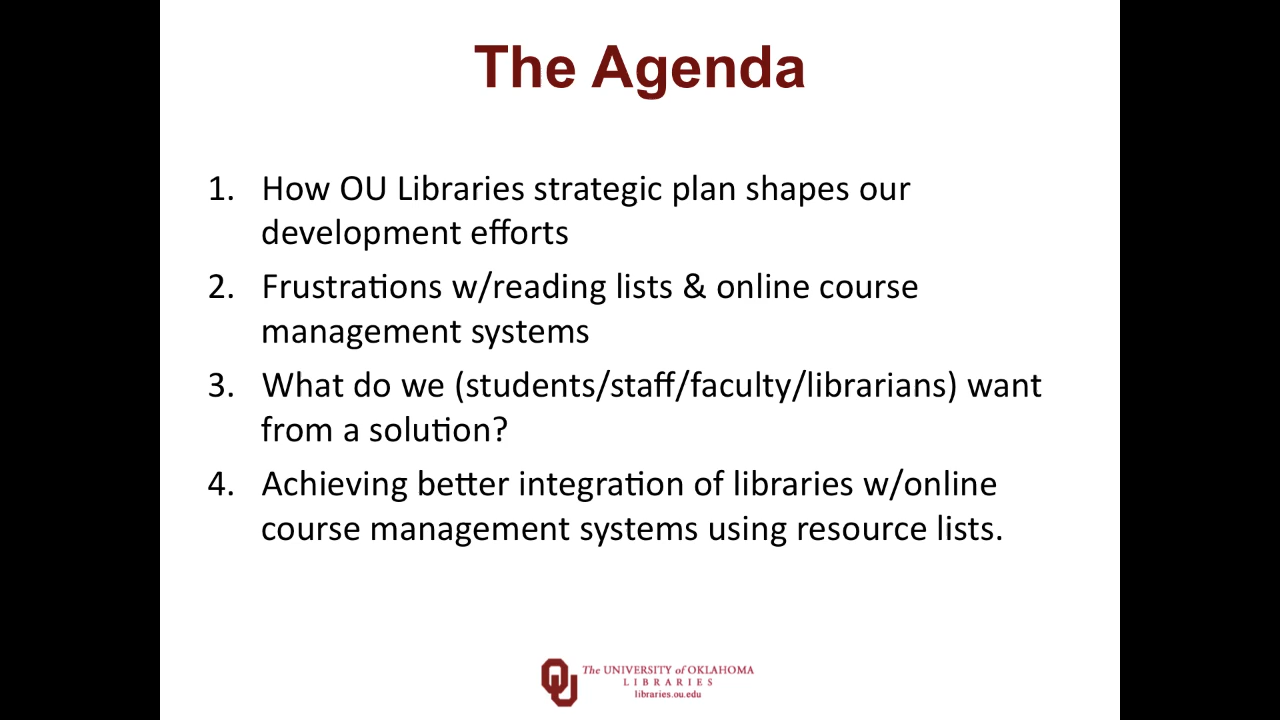 The Agenda
1. How OU Libraries strategic plan shapes our
development efforts
2. Frustrations w/reading lists & online course
management systems
3. What do we (students/staff/faculty/librarians) want
from a solution?
4. Achieving better integration of libraries w/online
course management systems using resource lists.
OU
The UNIVERSITY of OKLAHOMA
LIBRARIES
libraries.ou.edu